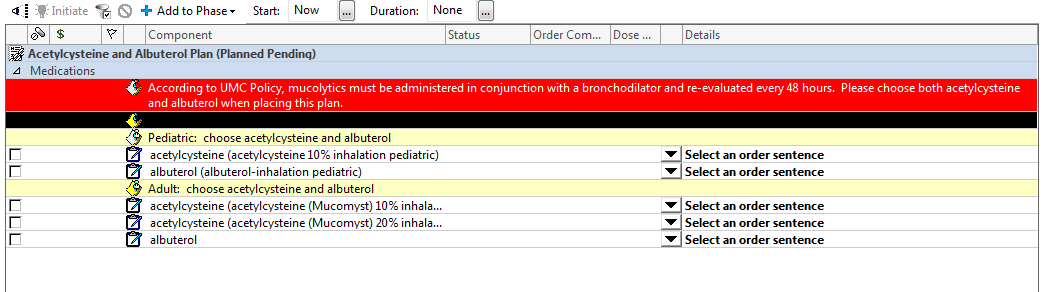 Initiate Add to Phase Start: Now ... Duration: None ...
$ Component Status Order Com... Dose ... Details
Acetylcysteine and Albuterol Plan (Planned Pending)
Medications
According to UMC Policy, mucolytics must be administered in conjunction with a bronchodilator and re-evaluated every 48 hours.  Please choose both acetylcysteine
and albuterol when placing this plan.
Pediatric:  choose acetylcysteine and albuterol
acetylcysteine (acetylcysteine 10% inhalation pediatric) Select an order sentence
albuterol (albuterol-inhalation pediatric) Select an order sentence
Adult:  choose acetylcysteine and albuterol
acetylcysteine (acetylcysteine (Mucomyst) 10% inhala... Select an order sentence
acetylcysteine (acetylcysteine (Mucomyst) 20% inhala... Select an order sentence
albuterol Select an order sentence